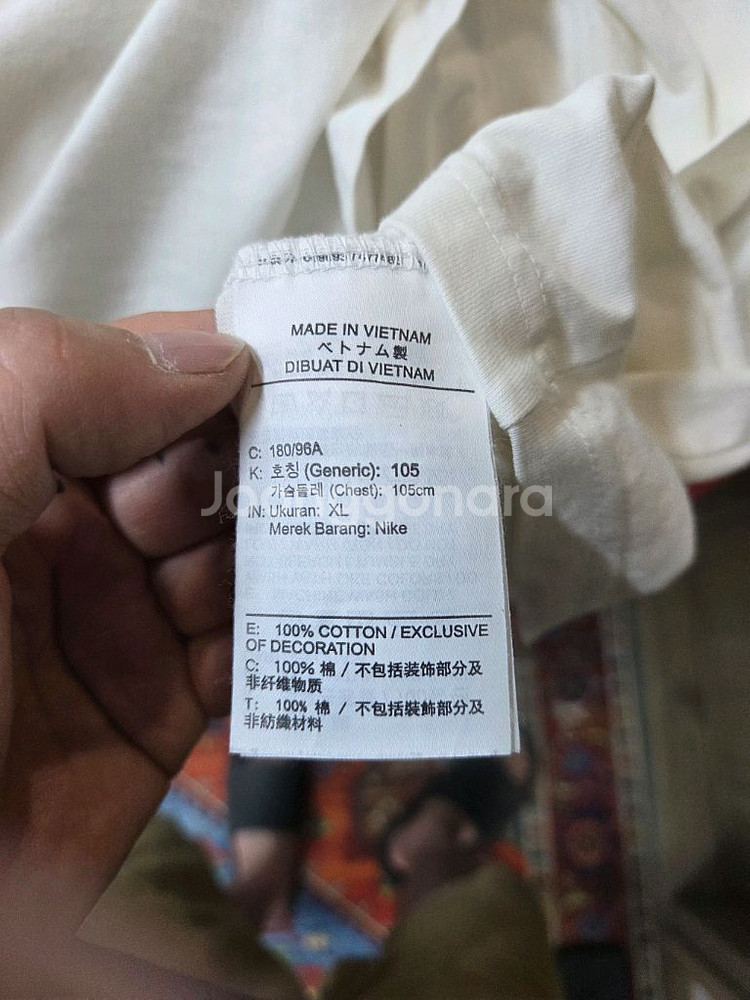 MADE IN VIETNAM
ベトナム製
DIBUAT DI VIETNAM
C: 180/96A
K: 호칭 (Generic): 105
가슴둘레 (Chest): 105cm
Joonggonara
IN: Ukuran: XL
Merek Barang: Nike
E: 100% COTTON / EXCLUSIVE
OF DECORATION
C: 100% 棉 / 不包括装饰部分及
非纤维物质
T: 100% 棉 / 不包括裝飾部分及
非紡織材料